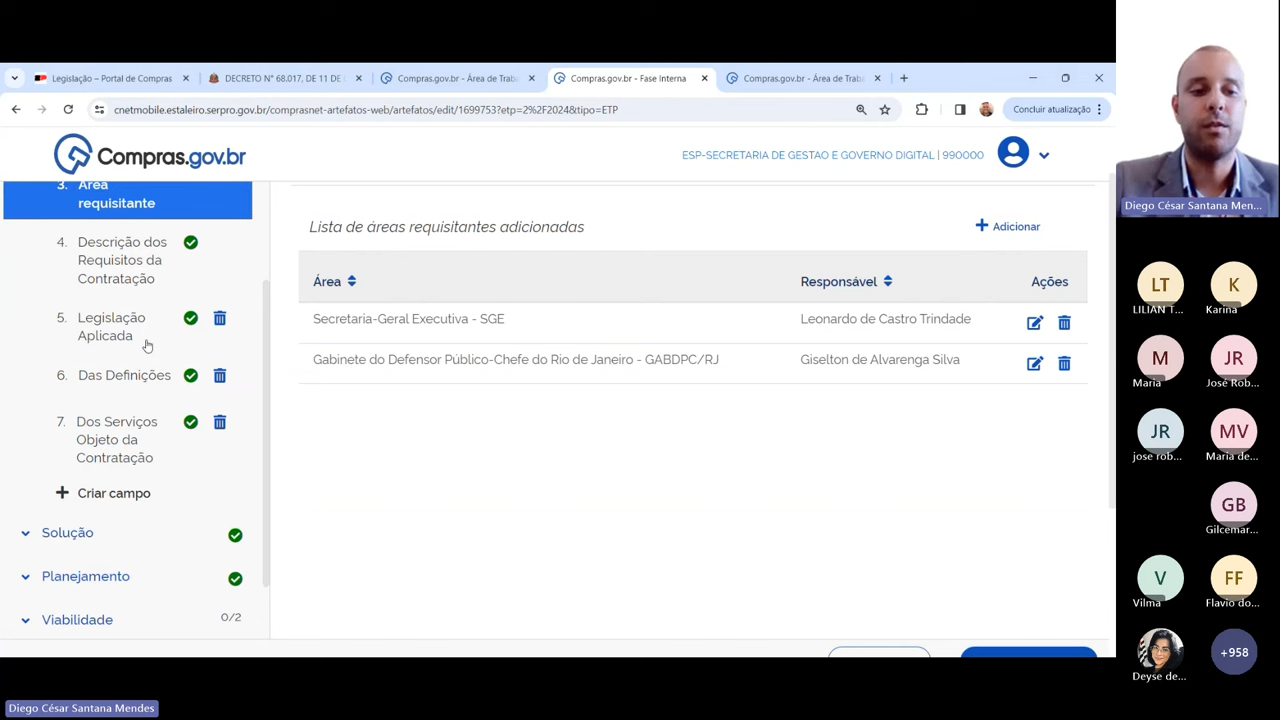 Legislação – Portal de Compras
DECRETO N° 68.017, DE 11 DE
Compras.gov.br - Área de Trab
Compras.gov.br - Fase Interna
Compras.gov.br - Área de Trab
cnetmobile.estaleiro.serpro.gov.br/comprasnet-artefatos-web/artefatos/edit/1699753?etp=2%2F2024&tipo=ETP
Concluir atualização
Compras.gov.br
ESP-SECRETARIA DE GESTAO E GOVERNO DIGITAL | 990000
3. Área
requisitante
4. Descrição dos
Requisitos da
Contratação
5. Legislação
Aplicada
6. Das Definições
7. Dos Serviços
Objeto da
Contratação
+ Criar campo
Solução
Planejamento
Viabilidade 0/2
Lista de áreas requisitantes adicionadas
+ Adicionar
Área Responsável Ações
Secretaria-Geral Executiva - SGE Leonardo de Castro Trindade
Gabinete do Defensor Público-Chefe do Rio de Janeiro - GABDPC/RJ Giselton de Alvarenga Silva
Diego César Santana Men...
LT K
LILIAN T... Karina
M JR
Maria José Rob...
JR MV
jose rob... Maria de...
GB
Gilcemar...
V FF
Vilma Flavio do...
+958
Deyse de...
Diego César Santana Mendes